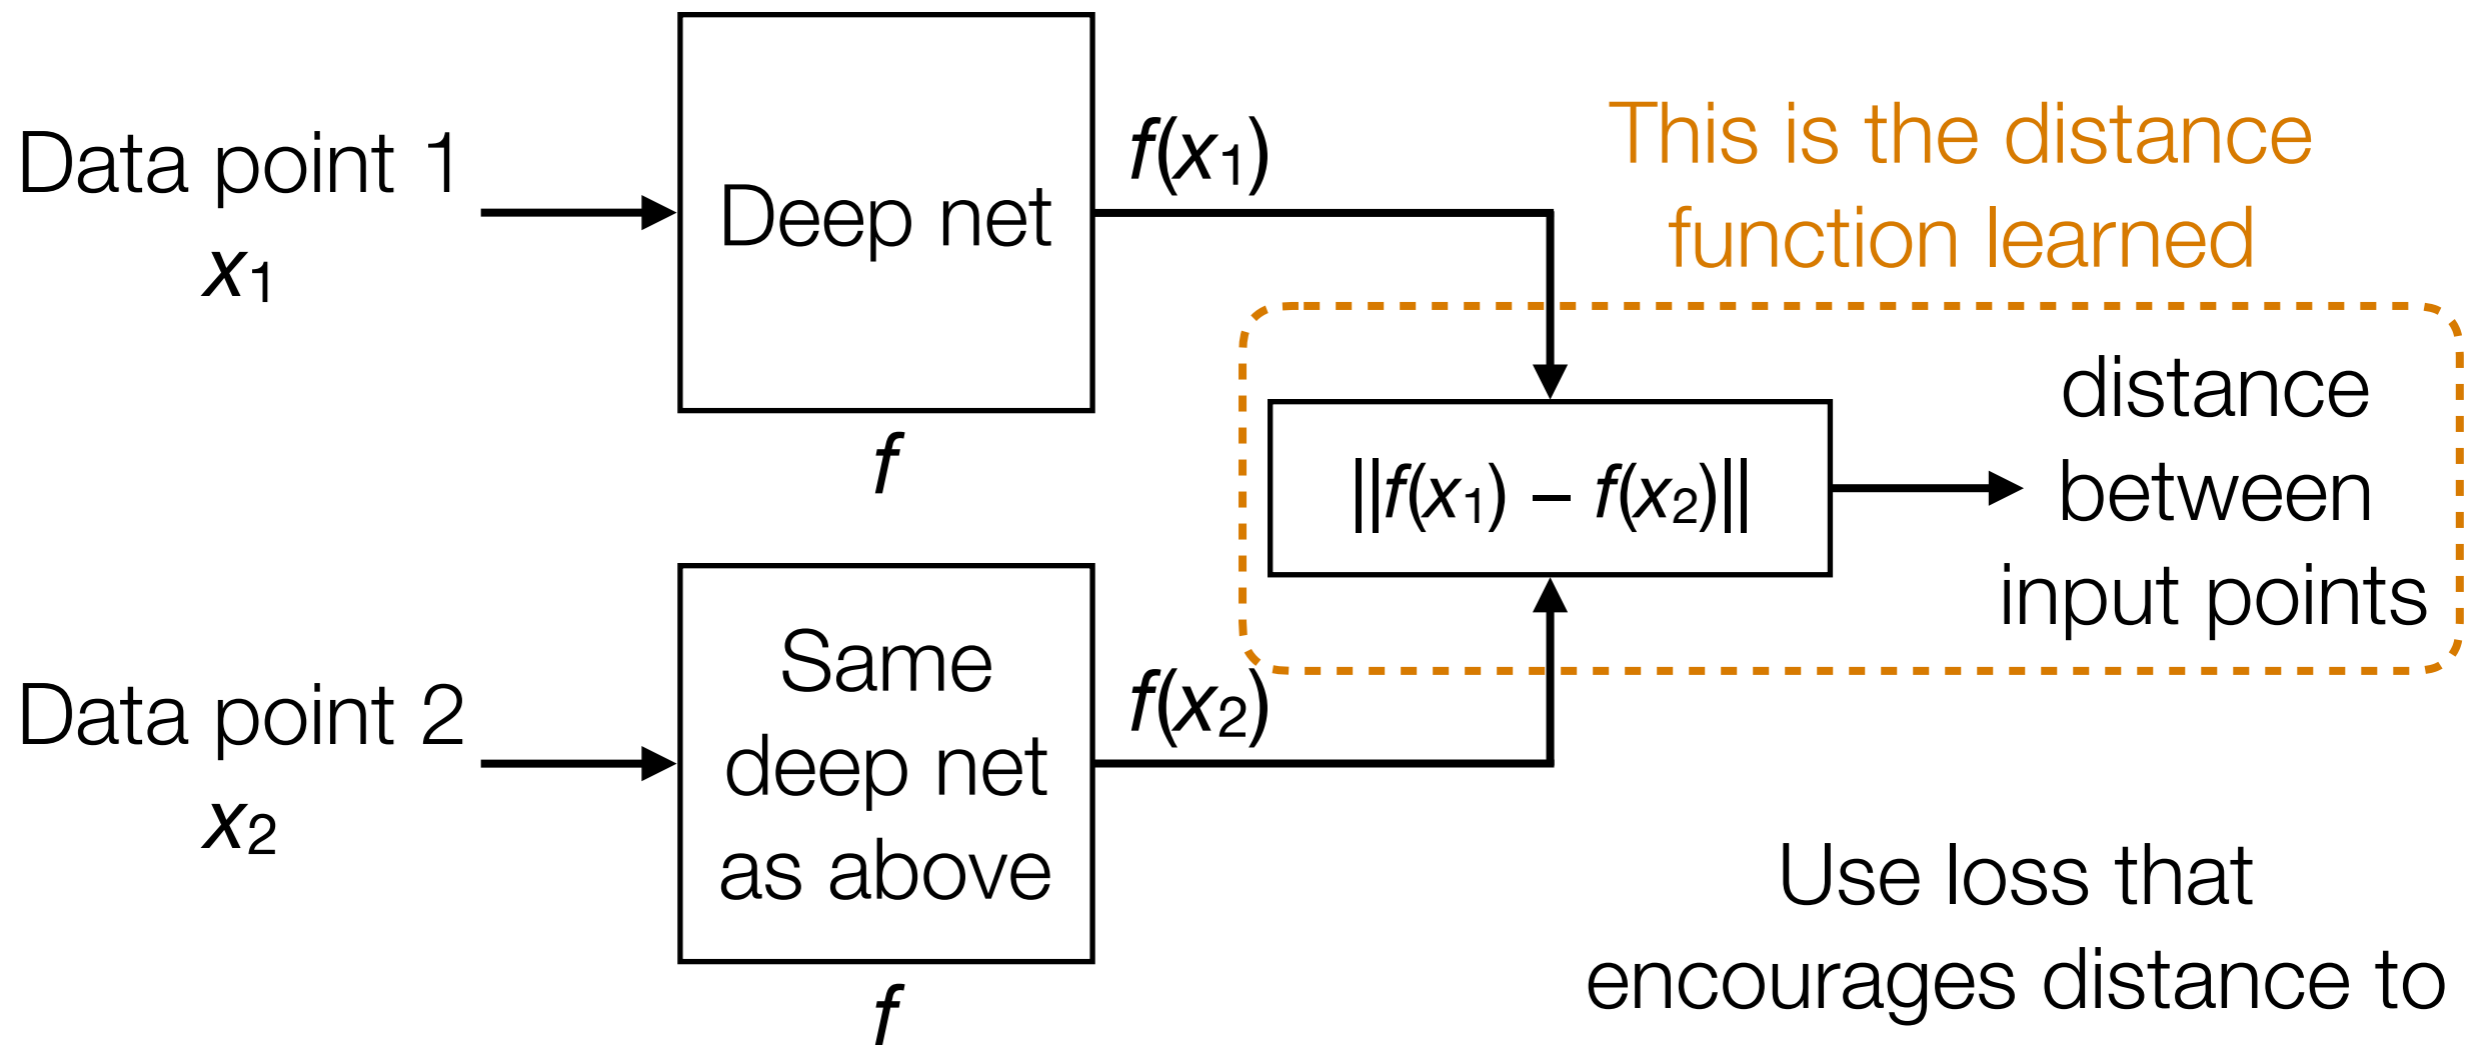 Data point 1
x₁
Deep net
f
f(x₁)
This is the distance
function learned
||f(x₁) – f(x₂)||
distance
between
input points
Data point 2
x₂
Same
deep net
as above
f
f(x₂)
Use loss that
encourages distance to